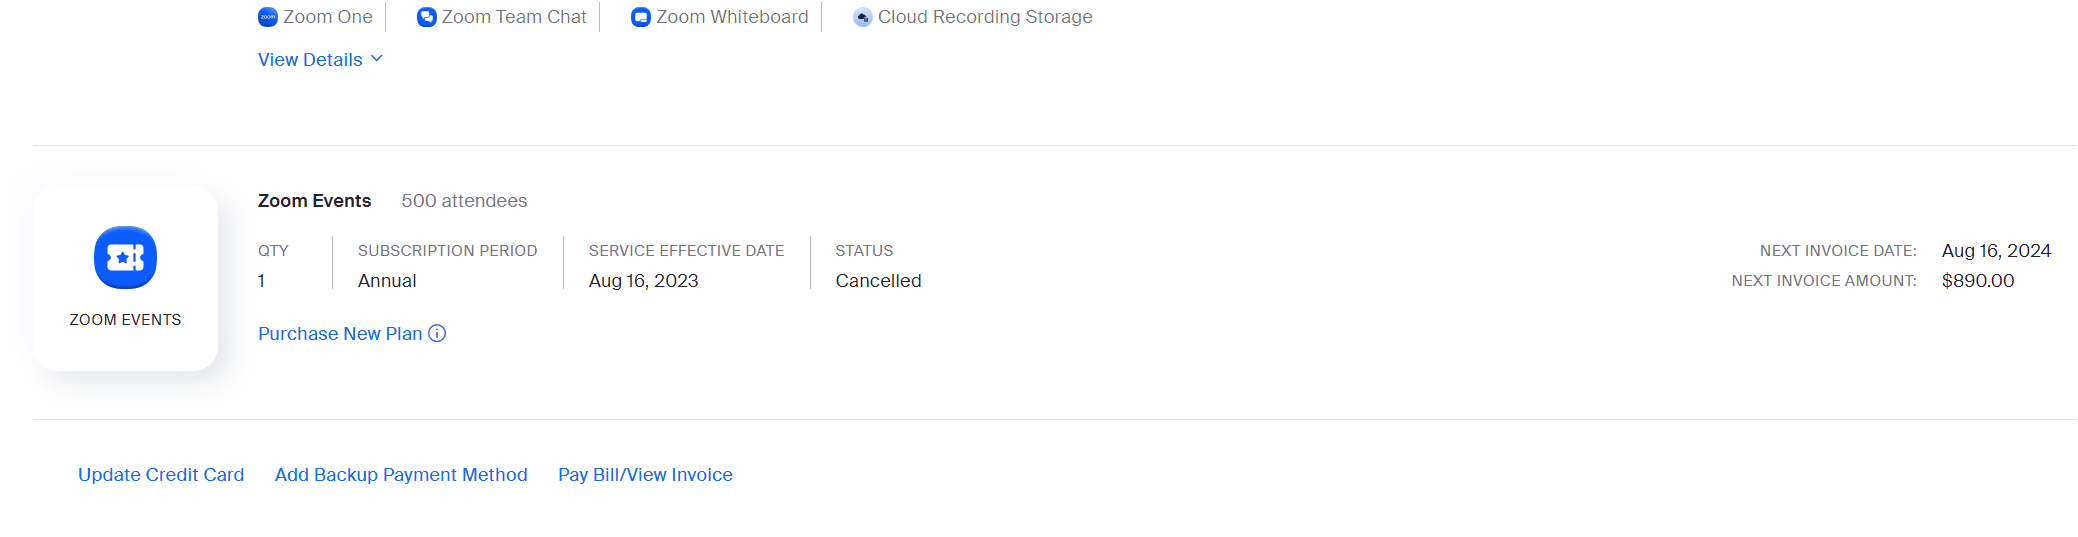 Zoom One Zoom Team Chat Zoom Whiteboard Cloud Recording Storage
View Details
ZOOM EVENTS
Zoom Events 500 attendees
QTY SUBSCRIPTION PERIOD SERVICE EFFECTIVE DATE STATUS
1 Annual Aug 16, 2023 Cancelled
Purchase New Plan
NEXT INVOICE DATE: Aug 16, 2024
NEXT INVOICE AMOUNT: $890.00
Update Credit Card Add Backup Payment Method Pay Bill/View Invoice